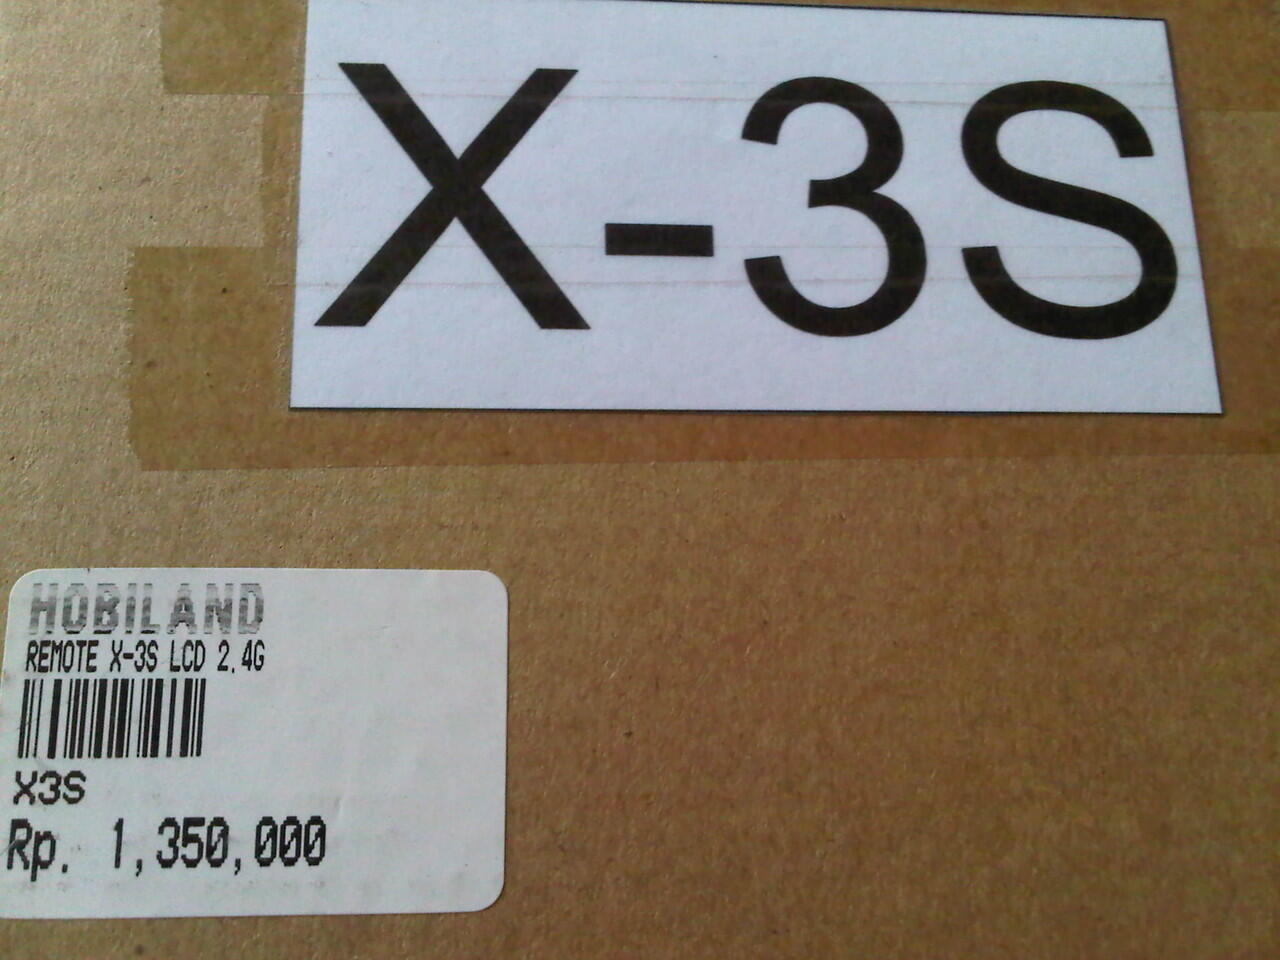 X-3S
HOBILAND
REMOTE X-3S LCD 2.4G
X3S
Rp. 1,350,000